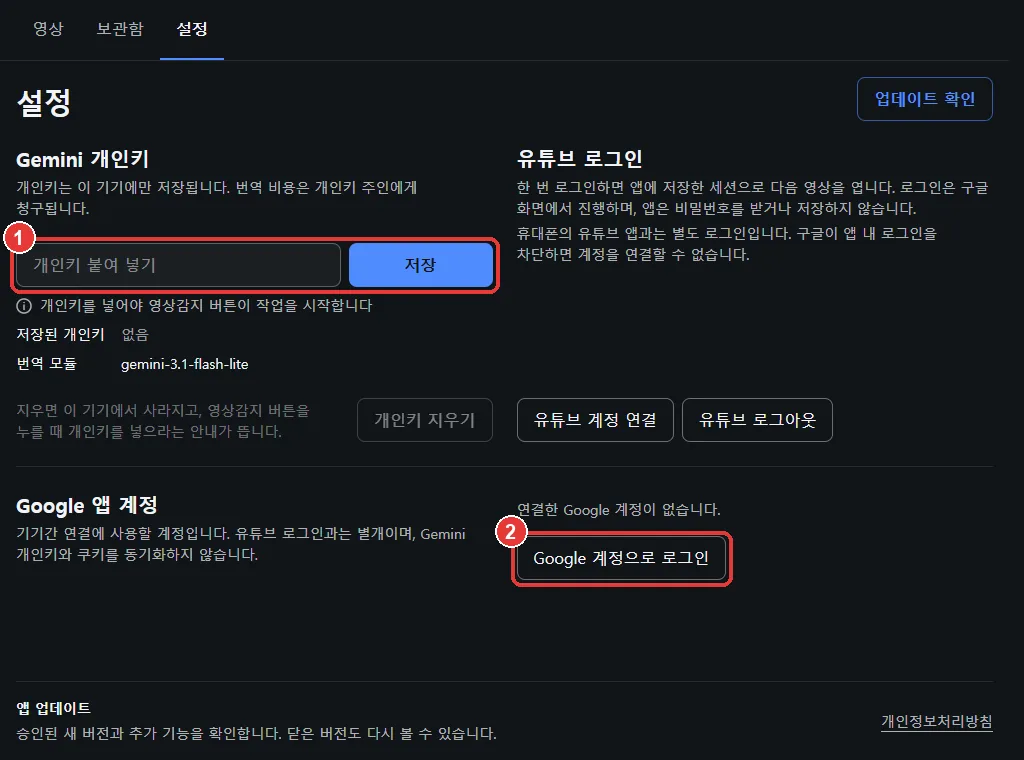 영상
보관함
설정
설정
업데이트 확인
Gemini 개인키
개인키는 이 기기에만 저장됩니다. 번역 비용은 개인키 주인에게
청구됩니다.
1
개인키 붙여 넣기
저장
개인키를 넣어야 영상감지 버튼이 작업을 시작합니다
저장된 개인키 없음
번역 모듈 gemini-3.1-flash-lite
지우면 이 기기에서 사라지고, 영상감지 버튼을
누를 때 개인키를 넣으라는 안내가 뜹니다.
개인키 지우기
유튜브 로그인
한 번 로그인하면 앱에 저장한 세션으로 다음 영상을 엽니다. 로그인은 구글
화면에서 진행하며, 앱은 비밀번호를 받거나 저장하지 않습니다.
휴대폰의 유튜브 앱과는 별도 로그인입니다. 구글이 앱 내 로그인을
차단하면 계정을 연결할 수 없습니다.
유튜브 계정 연결
유튜브 로그아웃
Google 앱 계정
기기간 연결에 사용할 계정입니다. 유튜브 로그인과는 별개이며, Gemini
개인키와 쿠키를 동기화하지 않습니다.
연결한 Google 계정이 없습니다.
2
Google 계정으로 로그인
앱 업데이트
승인된 새 버전과 추가 기능을 확인합니다. 닫은 버전도 다시 볼 수 있습니다.
개인정보처리방침